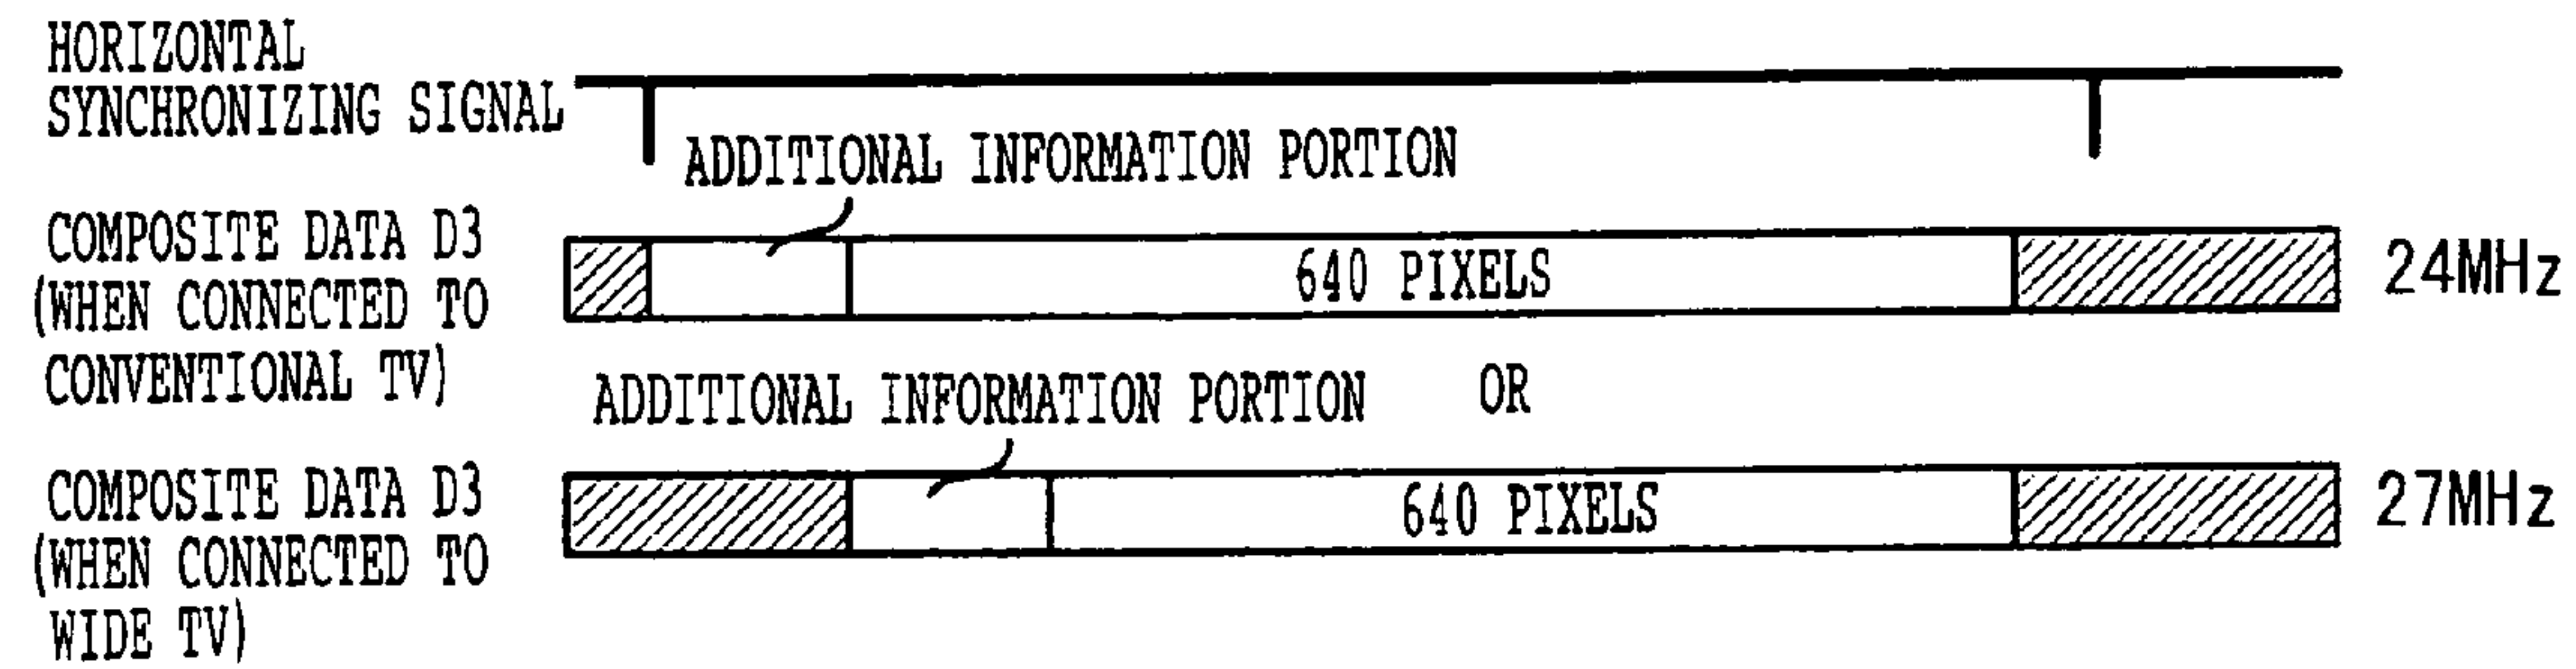 HORIZONTAL
SYNCHRONIZING SIGNAL
ADDITIONAL INFORMATION PORTION
COMPOSITE DATA D3
(WHEN CONNECTED TO
CONVENTIONAL TV)
640 PIXELS
24MHz
ADDITIONAL INFORMATION PORTION
OR
COMPOSITE DATA D3
(WHEN CONNECTED TO
WIDE TV)
640 PIXELS
27MHz